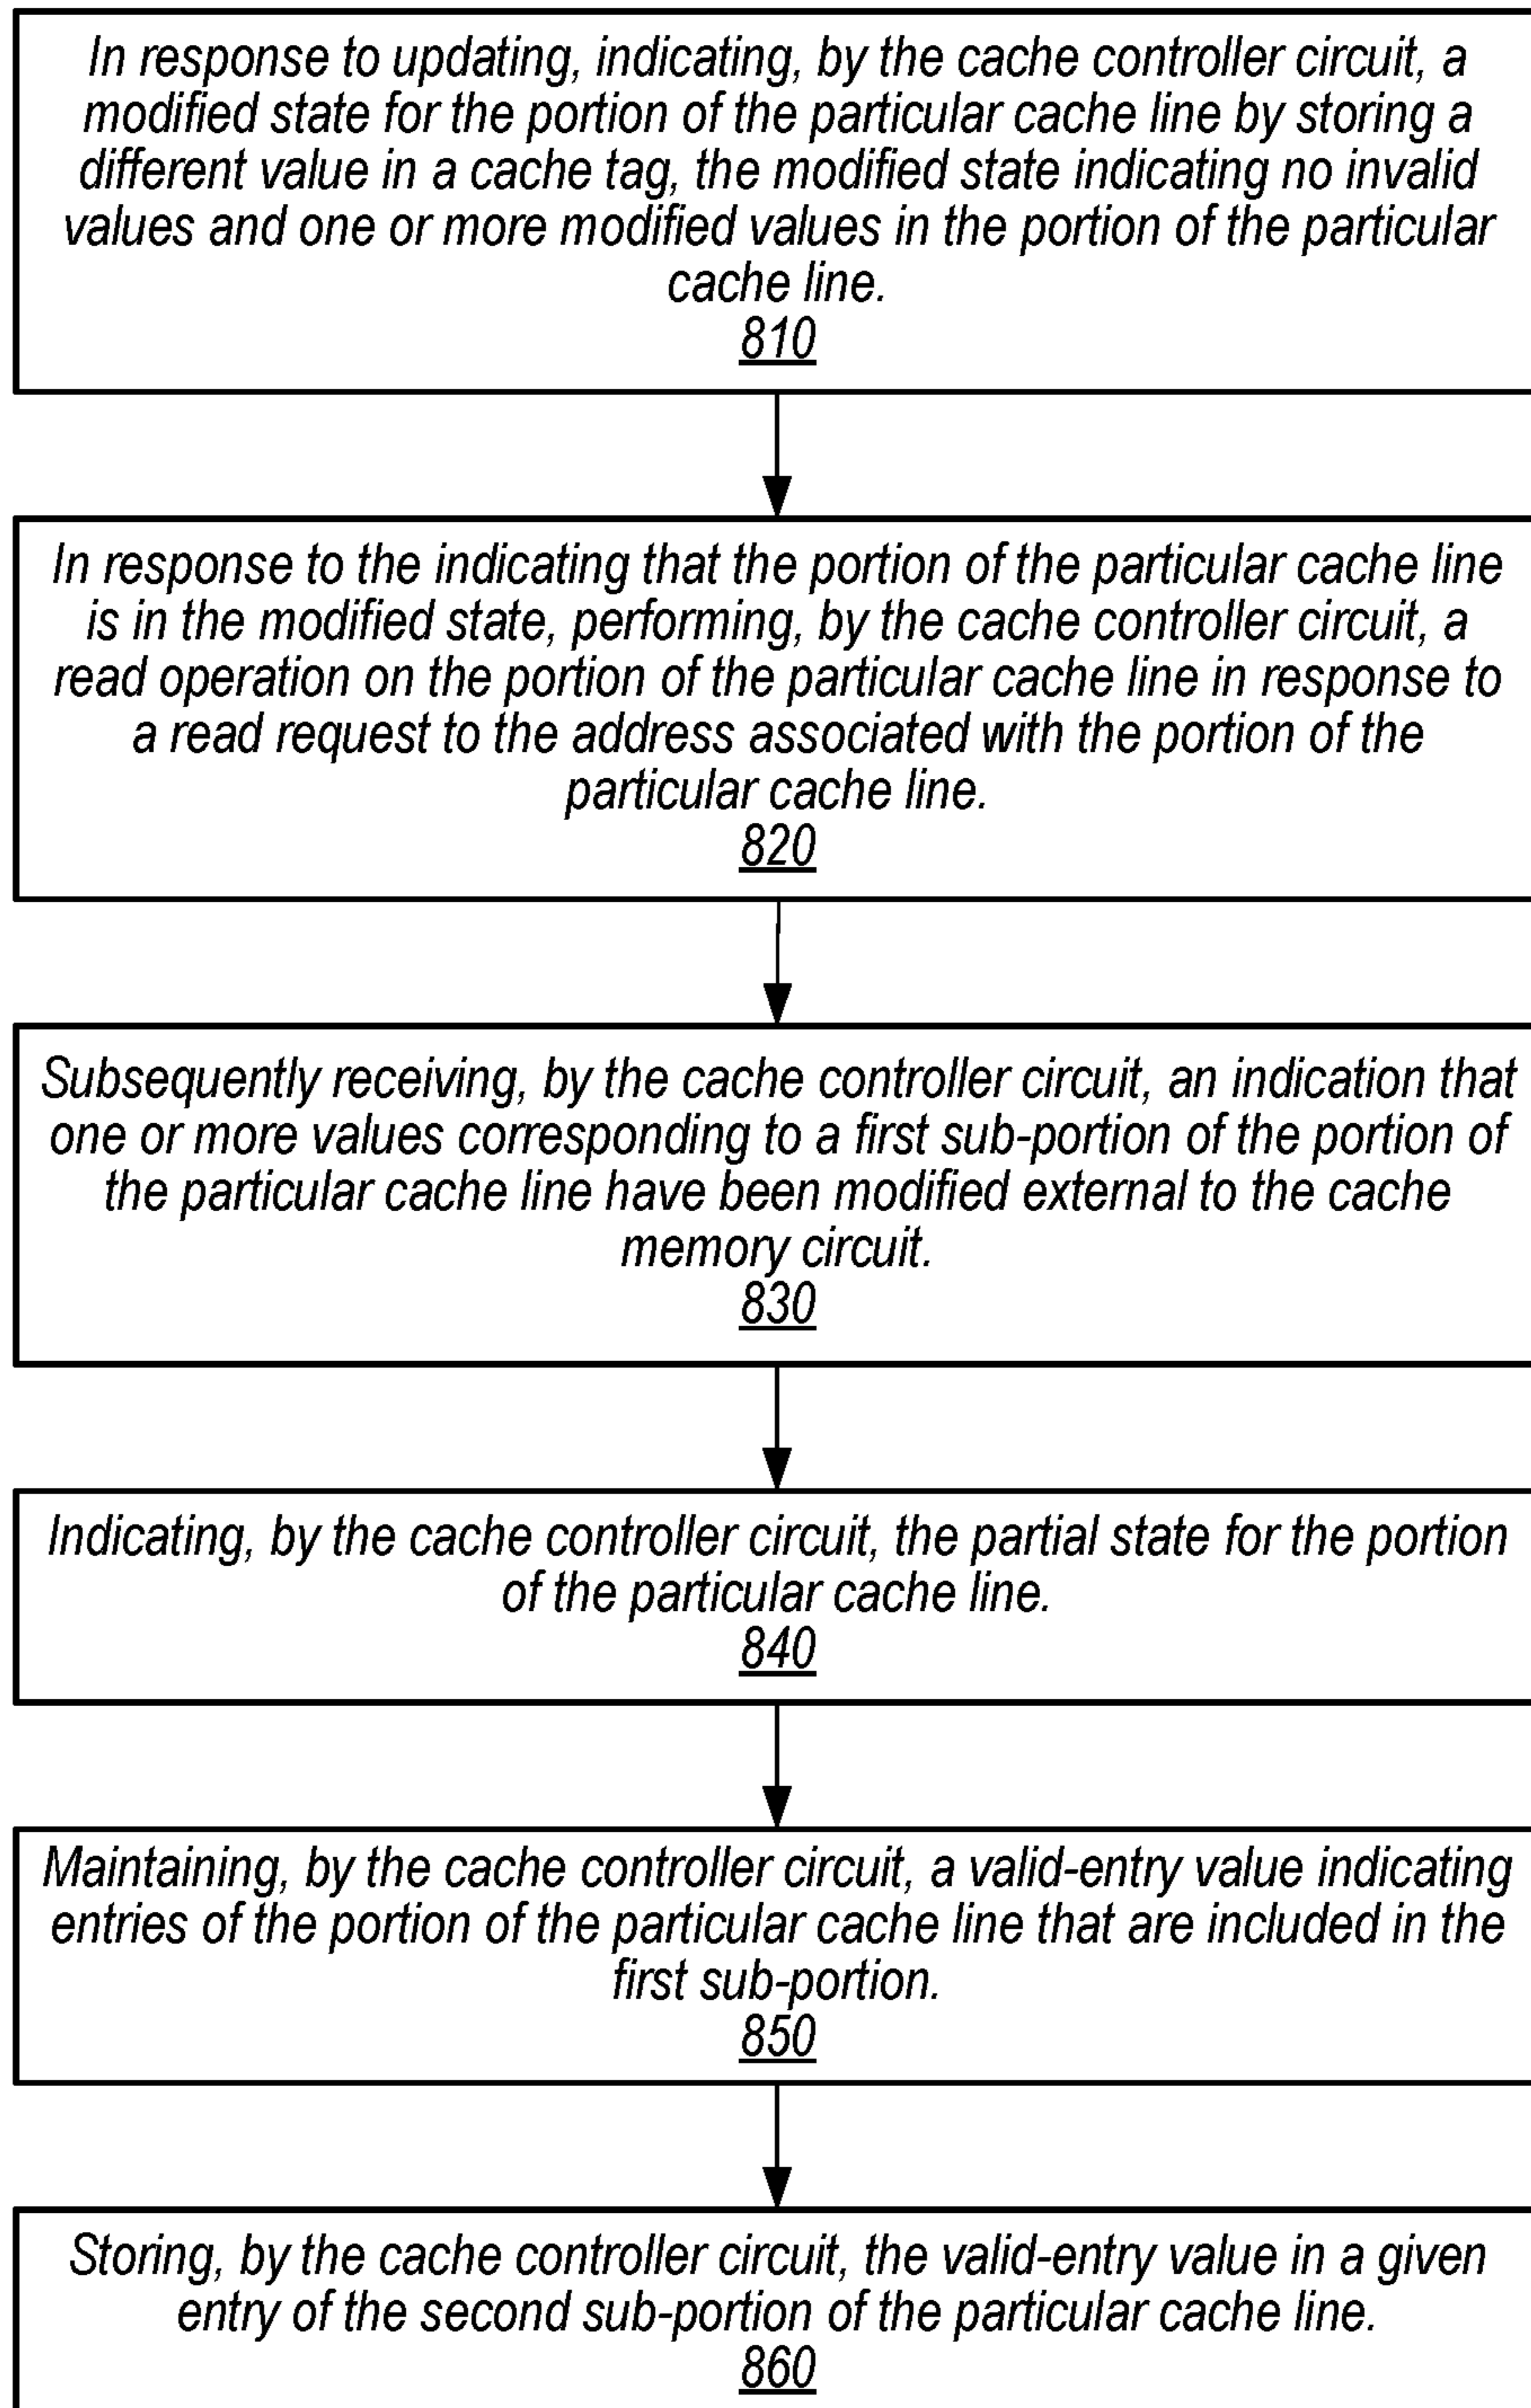 In response to updating, indicating, by the cache controller circuit, a
modified state for the portion of the particular cache line by storing a
different value in a cache tag, the modified state indicating no invalid
values and one or more modified values in the portion of the particular
cache line.
810
In response to the indicating that the portion of the particular cache line
is in the modified state, performing, by the cache controller circuit, a
read operation on the portion of the particular cache line in response to
a read request to the address associated with the portion of the
particular cache line.
820
Subsequently receiving, by the cache controller circuit, an indication that
one or more values corresponding to a first sub-portion of the portion of
the particular cache line have been modified external to the cache
memory circuit.
830
Indicating, by the cache controller circuit, the partial state for the portion
of the particular cache line.
840
Maintaining, by the cache controller circuit, a valid-entry value indicating
entries of the portion of the particular cache line that are included in the
first sub-portion.
850
Storing, by the cache controller circuit, the valid-entry value in a given
entry of the second sub-portion of the particular cache line.
860